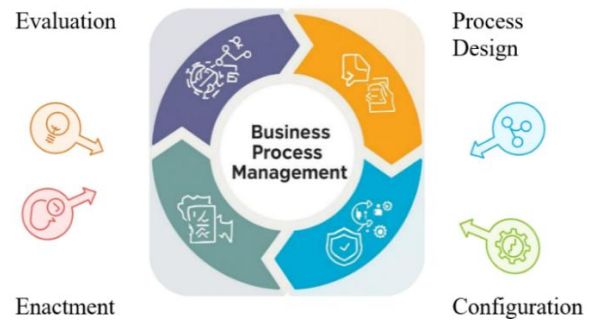 Evaluation
Process
Design
Business
Process
Management
Enactment
Configuration